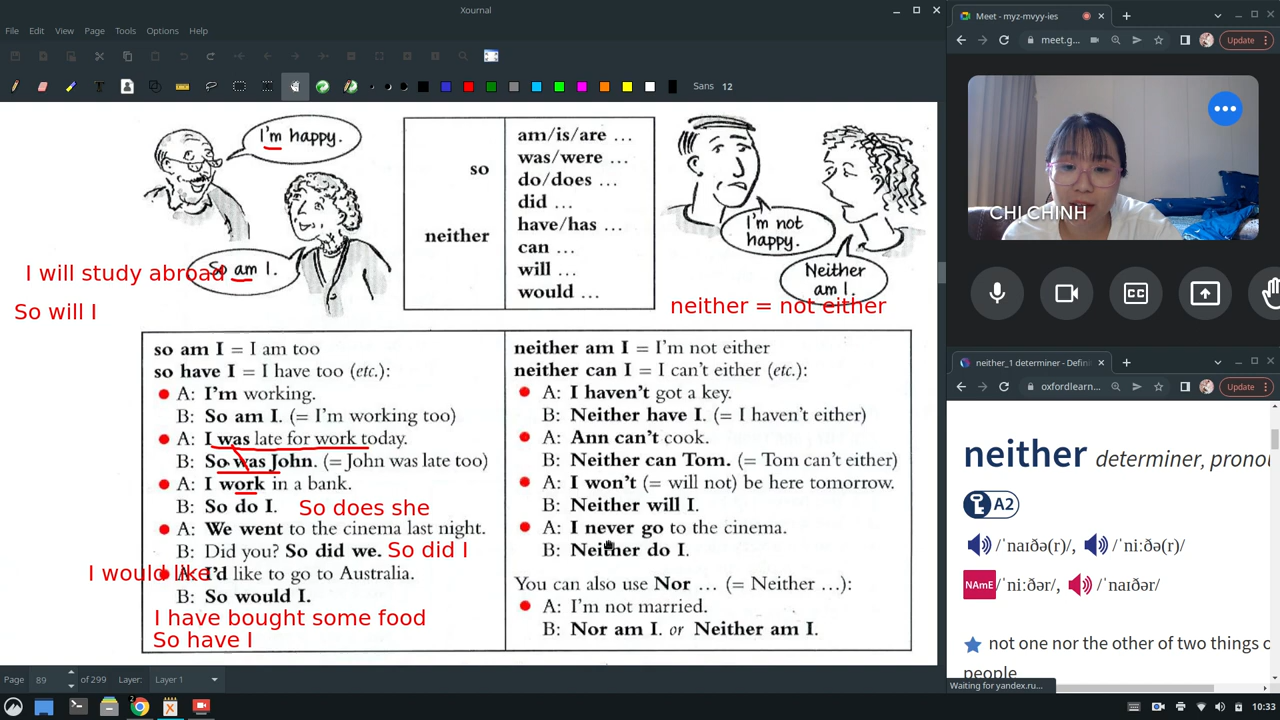 Xournal
File Edit View Page Tools Options Help
Sans 12
I'm happy.
So am I.
I will study abroad
So will I
so
neither
am/is/are ...
was/were ...
do/does ...
did ...
have/has ...
can ...
will ...
would ...
I'm not
happy.
Neither
am I.
neither = not either
so am I = I am too
so have I = I have too (etc.):
A: I'm working.
B: So am I. (= I'm working too)
A: I was late for work today.
B: So was John. (= John was late too)
A: I work in a bank.
B: So do I. So does she
A: We went to the cinema last night.
B: Did you? So did we. So did I
I would like
A: I'd like to go to Australia.
B: So would I.
I have bought some food
So have I
neither am I = I'm not either
neither can I = I can't either (etc.):
A: I haven't got a key.
B: Neither have I. (= I haven't either)
A: Ann can't cook.
B: Neither can Tom. (= Tom can't either)
A: I won't (= will not) be here tomorrow.
B: Neither will I.
A: I never go to the cinema.
B: Neither do I.
You can also use Nor ... (= Neither ...):
A: I'm not married.
B: Nor am I. or Neither am I.
Page 89 of 299 Layer: Layer 1
Meet - myz-mvyy-ies
meet.g... Update
CHI CHINH
CC
neither_1 determiner - Defin
oxfordlearn... Update
neither determiner, prono
A2
/ˈnaɪðə(r)/, /ˈniːðə(r)/
NAmE /ˈniːðər/, /ˈnaɪðər/
not one nor the other of two things o
people
Waiting for yandex.ru...
2
10:33